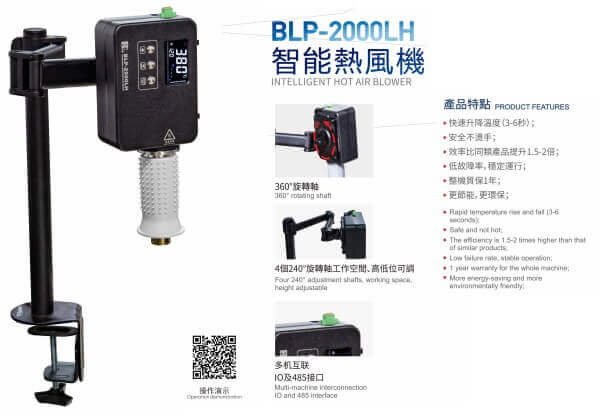 BLP-2000LH
智能熱風機
INTELLIGENT HOT AIR BLOWER
BLP-2000LH
380
120
產品特點 PRODUCT FEATURES
• 快速升降溫度（3-6秒）；
• 安全不燙手；
• 效率比同類產品提升1.5-2倍；
• 低故障率，穩定運行；
• 整機質保1年；
• 更節能，更環保；
• Rapid temperature rise and fall (3-6
seconds);
• Safe and not hot;
• The efficiency is 1.5-2 times higher than that
of similar products;
• Low failure rate, stable operation;
• 1 year warranty for the whole machine;
• More energy-saving and more
environmentally friendly;
360°旋轉軸
360° rotating shaft
4個240°旋轉軸工作空間、高低位可調
Four 240° adjustment shafts, working space,
height adjustable
多机互联
IO及485接口
Multi-machine interconnection
IO and 485 interface
操作演示
Operation demonstration